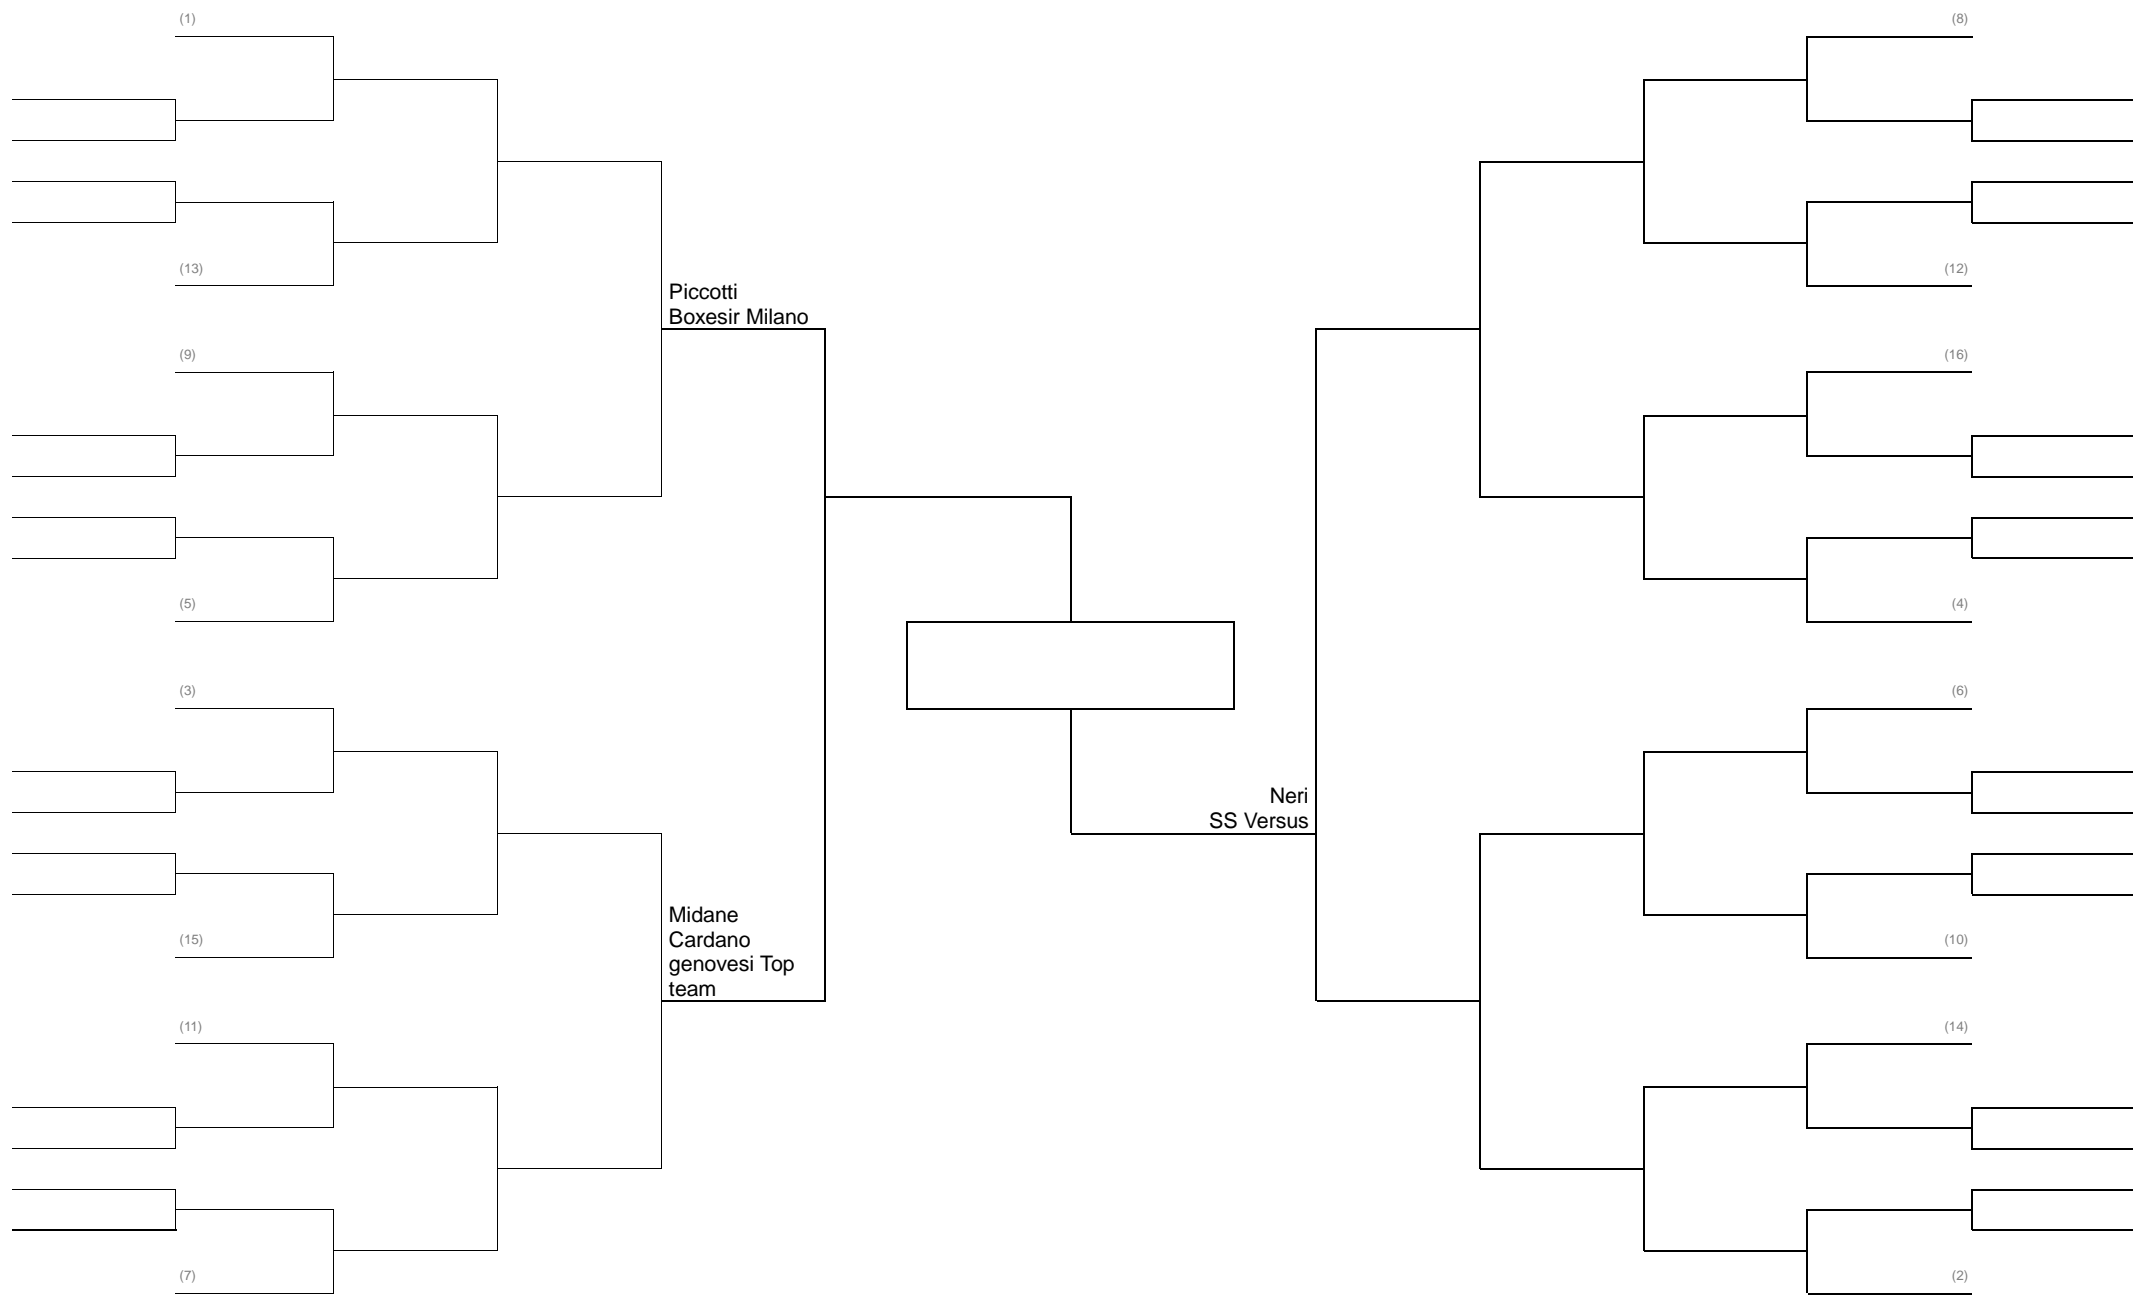 (1)
(8)
(13)
(12)
Piccotti
Boxesir Milano
(9)
(16)
(5)
(4)
(3)
(6)
Neri
SS Versus
Midane
Cardano
genovesi Top
team
(15)
(10)
(11)
(14)
(7)
(2)